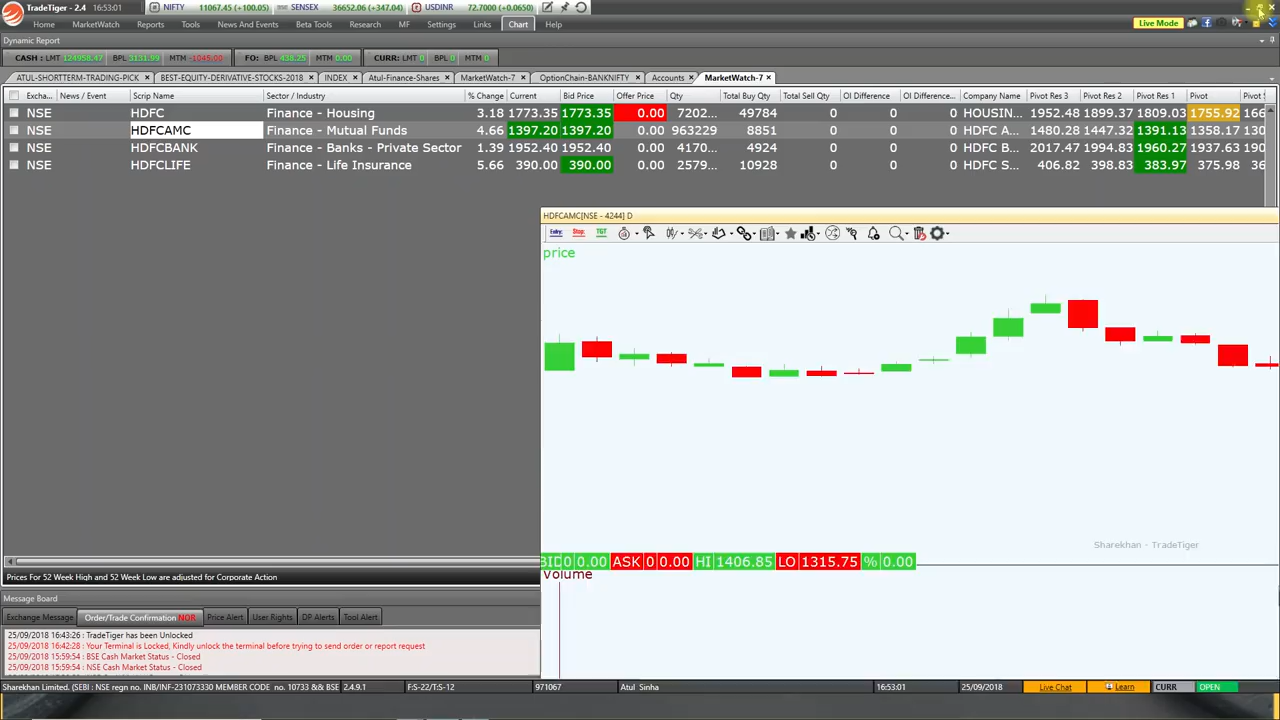 TradeTiger - 2.4 16:53:01 NIFTY 11067.45 (+100.05) SENSEX 36652.06 (+347.04) USDINR 72.7000 (+0.0650)
Home MarketWatch Reports Tools News And Events Beta Tools Research MF Settings Links Chart Help Live Mode
Dynamic Report
CASH : LMT 124958.47 BPL 3131.99 MTM -1045.00 FO: BPL 438.25 MTM 0.00 CURR: LMT 0 BPL 0 MTM 0
ATUL-SHORTTERM-TRADING-PICK BEST-EQUITY-DERIVATIVE-STOCKS-2018 INDEX Atul-Finance-Shares MarketWatch-7 OptionChain-BANKNIFTY Accounts MarketWatch-7
Excha... News / Event Scrip Name Sector / Industry % Change Current Bid Price Offer Price Qty Total Buy Qty Total Sell Qty OI Difference OI Difference... Company Name Pivot Res 3 Pivot Res 2 Pivot Res 1 Pivot
NSE HDFC Finance - Housing 3.18 1773.35 1773.35 0.00 7202... 49784 0 0 0 HOUSIN... 1952.48 1899.37 1809.03 1755.92 166
NSE HDFCAMC Finance - Mutual Funds 4.66 1397.20 1397.20 0.00 963229 8851 0 0 0 HDFC A... 1480.28 1447.32 1391.13 1358.17 130
NSE HDFCBANK Finance - Banks - Private Sector 1.39 1952.40 1952.40 0.00 4170... 4924 0 0 0 HDFC B... 2017.47 1994.83 1960.27 1937.63 190
NSE HDFCLIFE Finance - Life Insurance 5.66 390.00 390.00 0.00 2579... 10928 0 0 0 HDFC S... 406.82 398.83 383.97 375.98 36
HDFCAMC[NSE - 4244] D
Entry Stop TGT
price
Sharekhan - TradeTiger
BID 0 0.00 ASK 0 0.00 HI 1406.85 LO 1315.75 % 0.00
Volume
Prices For 52 Week High and 52 Week Low are adjusted for Corporate Action
Message Board
Exchange Message Order/Trade Confirmation NOR Price Alert User Rights DP Alerts Tool Alert
25/09/2018 16:43:26 : TradeTiger has been Unlocked
25/09/2018 16:42:28 : Your Terminal is Locked, Kindly unlock the terminal before trying to send order or report request
25/09/2018 15:59:54 : BSE Cash Market Status - Closed
25/09/2018 15:59:54 : NSE Cash Market Status - Closed
Sharekhan Limited. (SEBI : NSE regn no. INB/INF-231073330 MEMBER CODE no. 10733 && BSE 2.4.9.1 F:S-22/T:S-12 971067 Atul Sinha 16:53:01 25/09/2018 Live Chat Learn CURR OPEN